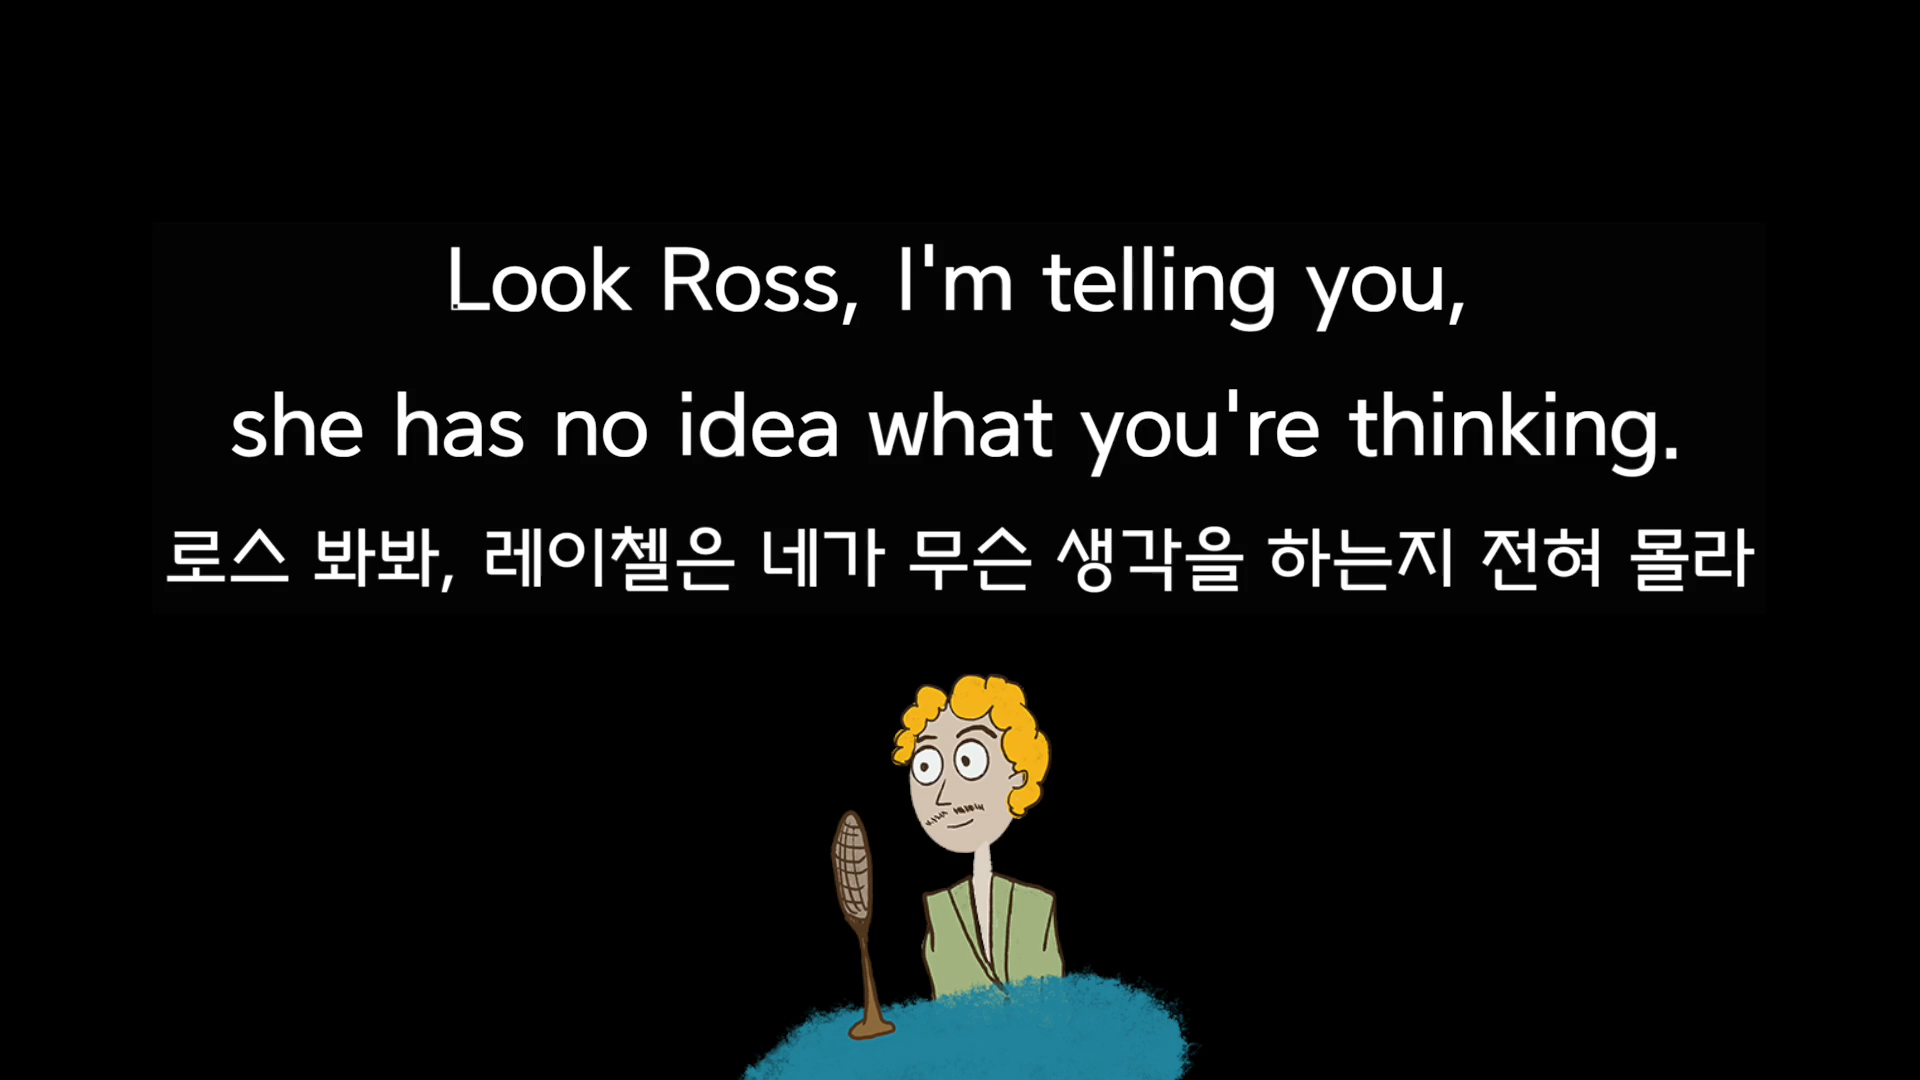 Look Ross, I'm telling you,
she has no idea what you're thinking.
로스 봐봐, 레이첼은 네가 무슨 생각을 하는지 전혀 몰라